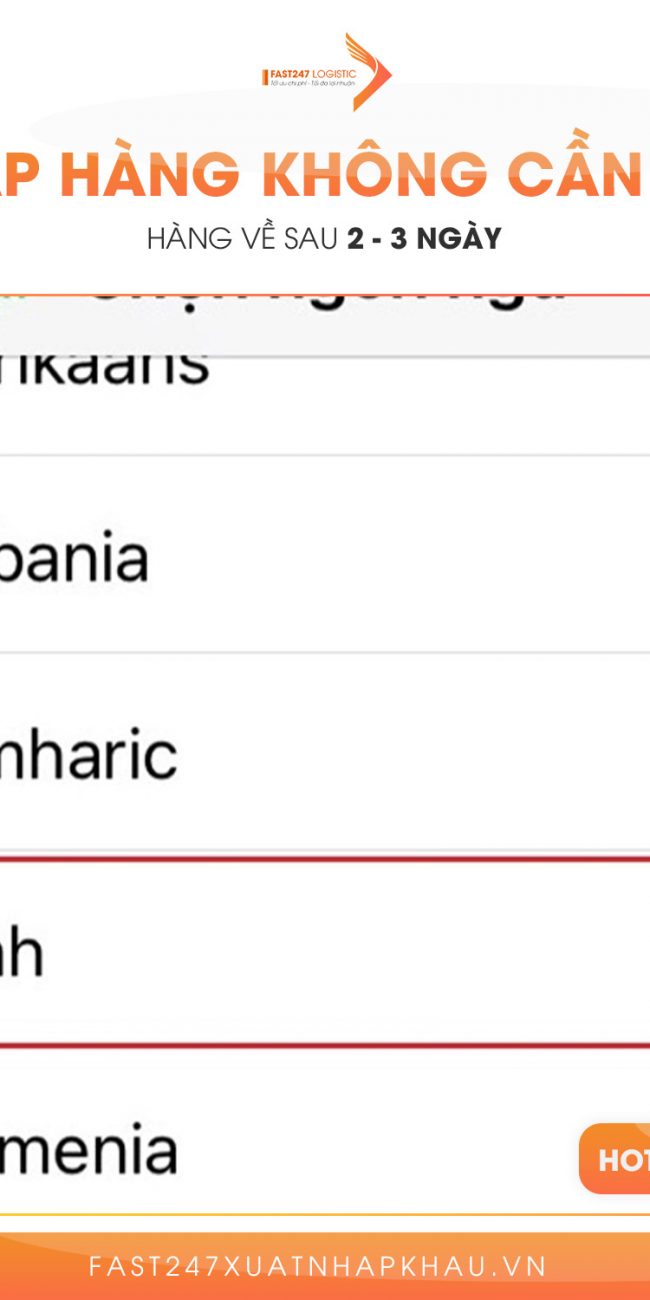 FAST247 LOGISTIC
Tối ưu chi phí - Tối đa lợi nhuận
ẬP HÀNG KHÔNG CẦN
HÀNG VỀ SAU 2 - 3 NGÀY
rikaans
bania
mharic
nh
menia
HOT
FAST247XUATNHAPKHAU.VN